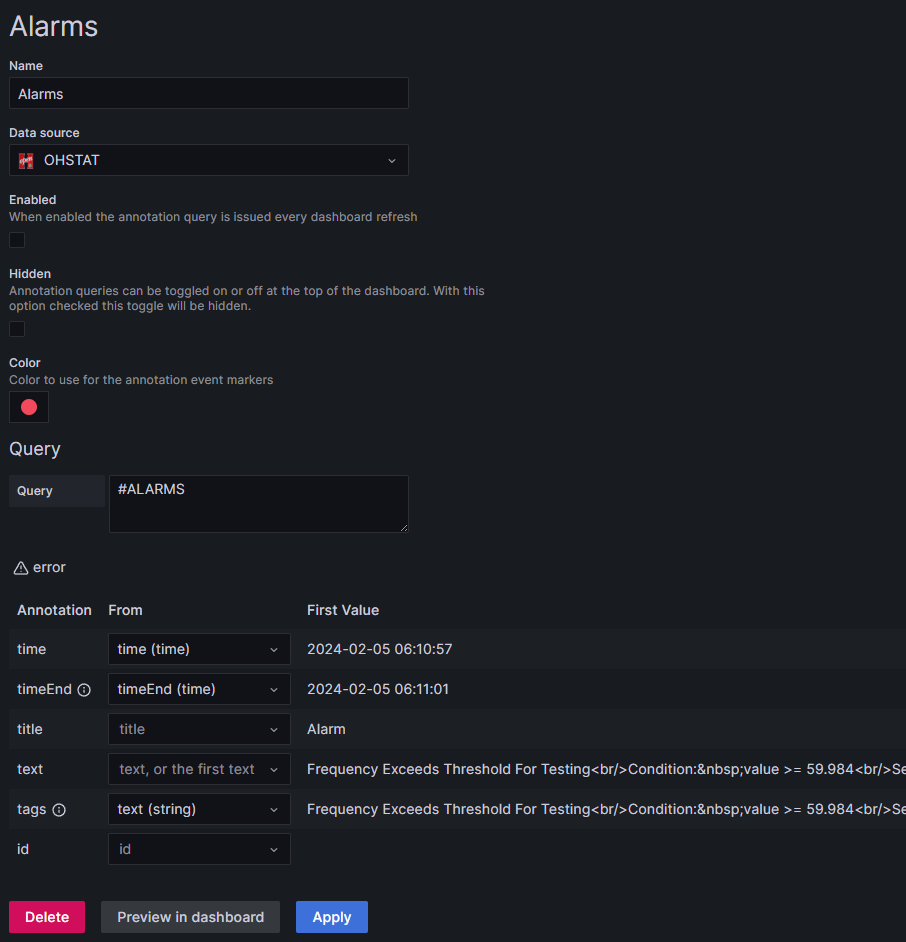 Alarms
Name
Alarms
Data source
OHSTAT
Enabled
When enabled the annotation query is issued every dashboard refresh
Hidden
Annotation queries can be toggled on or off at the top of the dashboard. With this
option checked this toggle will be hidden.
Color
Color to use for the annotation event markers
Query
Query
#ALARMS
error
Annotation From First Value
time time (time) 2024-02-05 06:10:57
timeEnd timeEnd (time) 2024-02-05 06:11:01
title title Alarm
text text, or the first text Frequency Exceeds Threshold For Testing<br/>Condition:&nbsp;value >= 59.984<br/>Se
tags text (string) Frequency Exceeds Threshold For Testing<br/>Condition:&nbsp;value >= 59.984<br/>Se
id id
Delete Preview in dashboard Apply